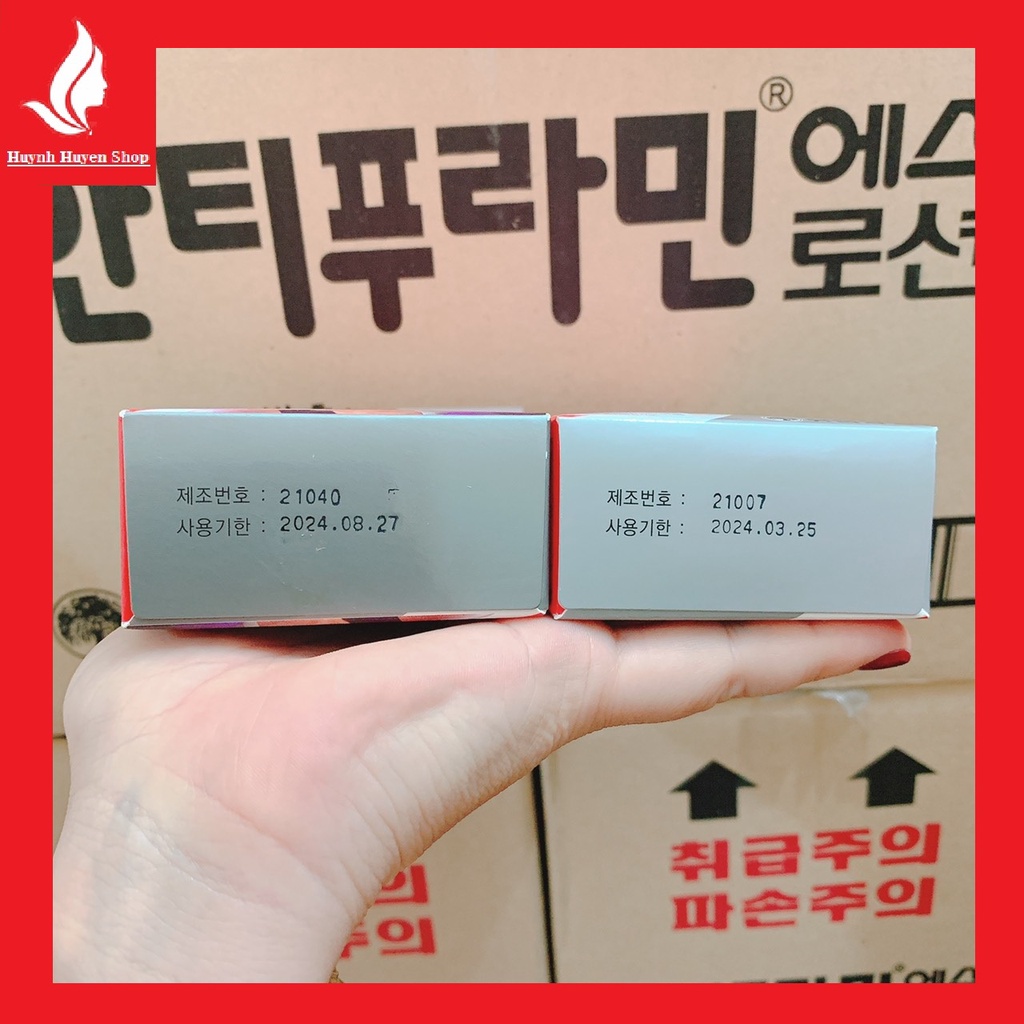 Huynh Huyen Shop
안티푸라민® 에스
로션
제조번호 : 21040
사용기한 : 2024.08.27
제조번호 : 21007
사용기한 : 2024.03.25
취급주의
파손주의
주의